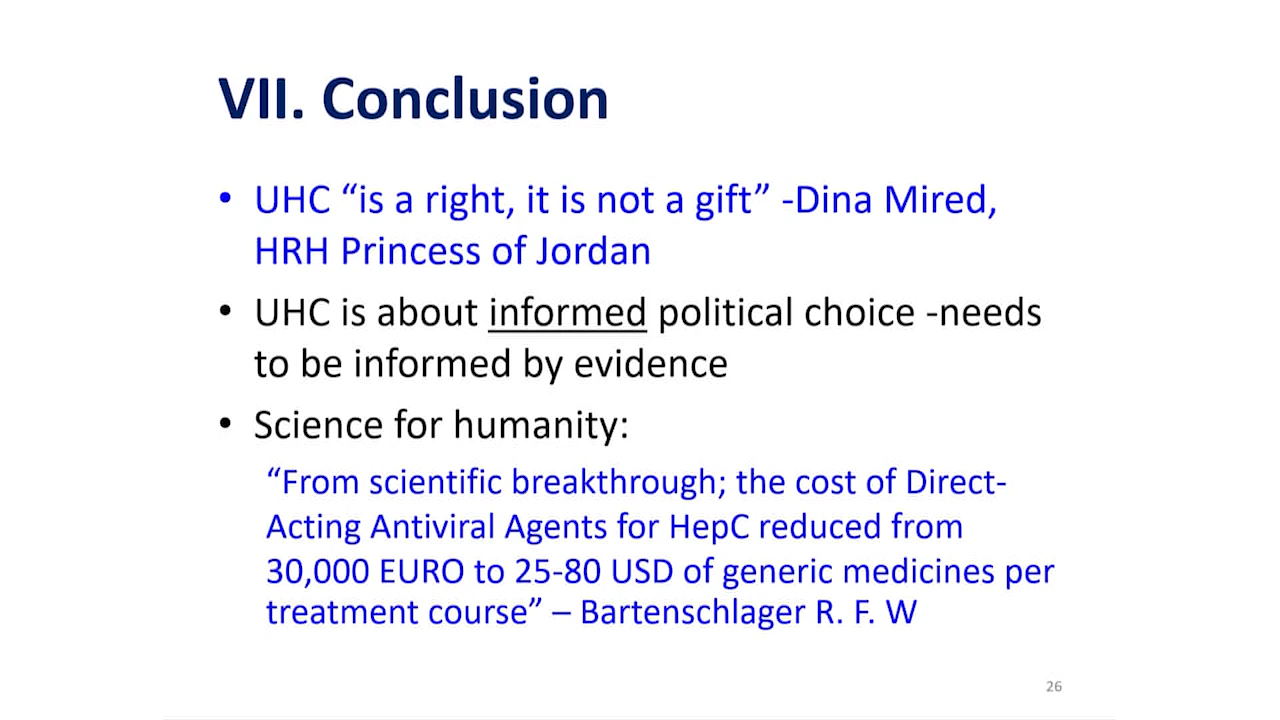 VII. Conclusion
• UHC “is a right, it is not a gift” -Dina Mired,
HRH Princess of Jordan
• UHC is about informed political choice -needs
to be informed by evidence
• Science for humanity:
“From scientific breakthrough; the cost of Direct-
Acting Antiviral Agents for HepC reduced from
30,000 EURO to 25-80 USD of generic medicines per
treatment course” – Bartenschlager R. F. W
26